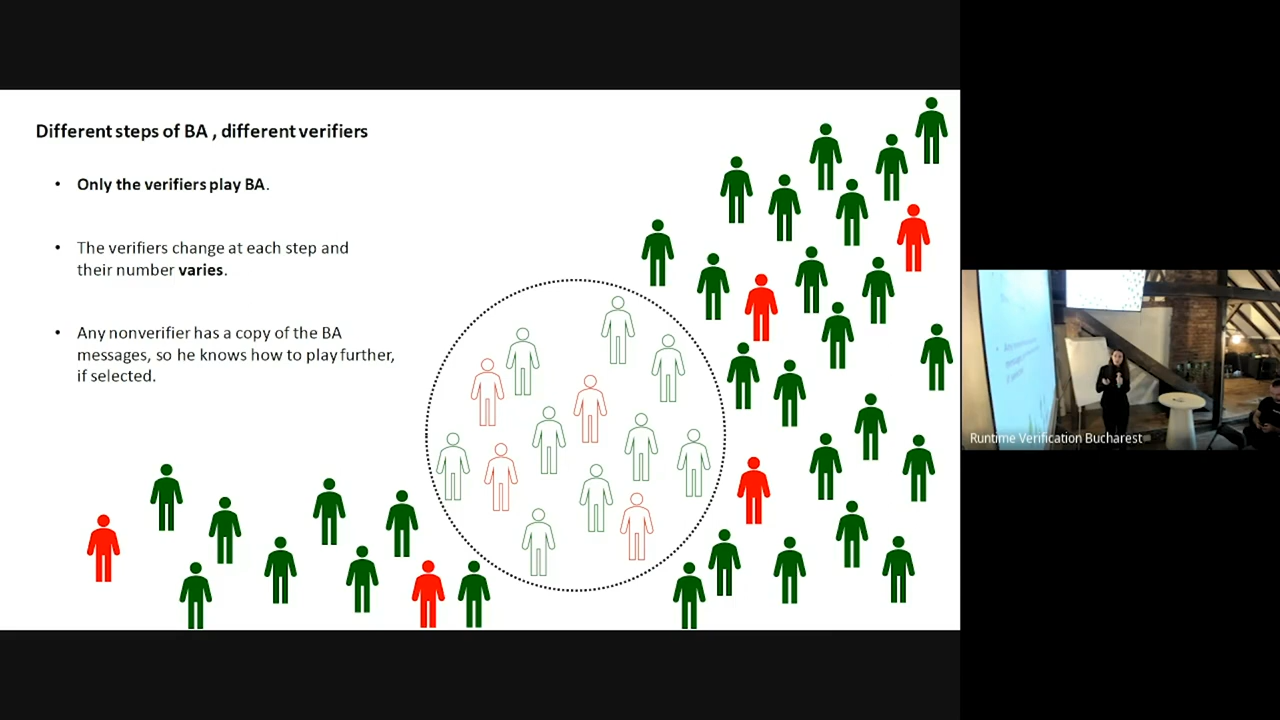 Different steps of BA , different verifiers
• Only the verifiers play BA.
• The verifiers change at each step and
their number varies.
• Any nonverifier has a copy of the BA
messages, so he knows how to play further,
if selected.
Runtime Verification Bucharest